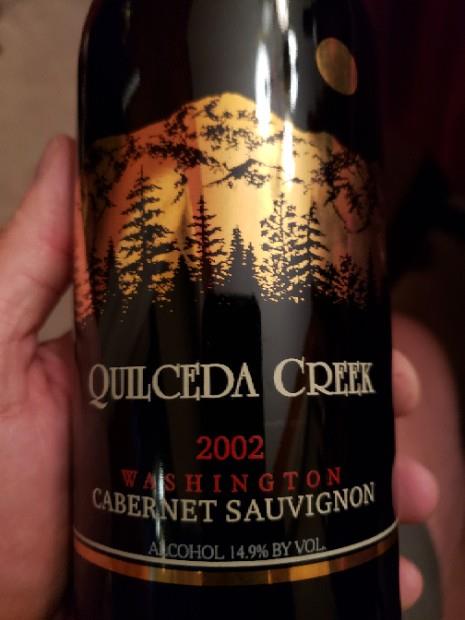 QUILCEDA CREEK
2002
WASHINGTON
CABERNET SAUVIGNON
ALCOHOL 14.9% BY VOL.